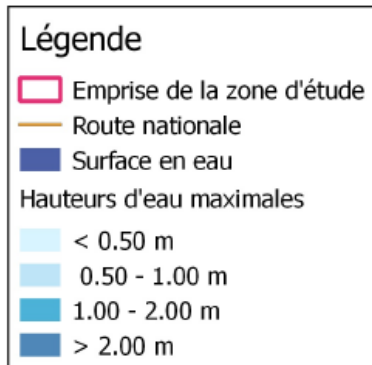 Légende
Emprise de la zone d'étude
Route nationale
Surface en eau
Hauteurs d'eau maximales
< 0.50 m
0.50 - 1.00 m
1.00 - 2.00 m
> 2.00 m